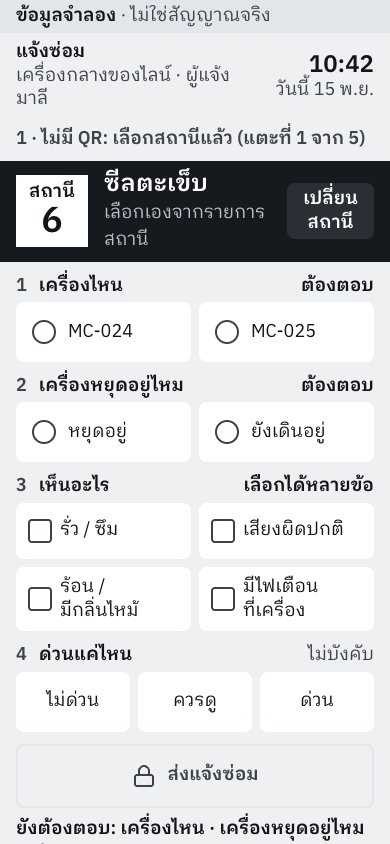 ข้อมูลจำลอง · ไม่ใช่สัญญาณจริง
แจ้งซ่อม
เครื่องกลางของไลน์ · ผู้แจ้ง
มาลี
10:42
วันนี้ 15 พ.ย.
1 · ไม่มี QR: เลือกสถานีแล้ว (แตะที่ 1 จาก 5)
สถานี
6
ซีลตะเข็บ
เลือกเองจากรายการ
สถานี
เปลี่ยน
สถานี
1 เครื่องไหน ต้องตอบ
MC-024 MC-025
2 เครื่องหยุดอยู่ไหม ต้องตอบ
หยุดอยู่ ยังเดินอยู่
3 เห็นอะไร เลือกได้หลายข้อ
รั่ว / ซึม เสียงผิดปกติ
ร้อน /
มีกลิ่นไหม้
มีไฟเตือน
ที่เครื่อง
4 ด่วนแค่ไหน ไม่บังคับ
ไม่ด่วน ควรดู ด่วน
ส่งแจ้งซ่อม
ยังต้องตอบ: เครื่องไหน · เครื่องหยุดอยู่ไหม